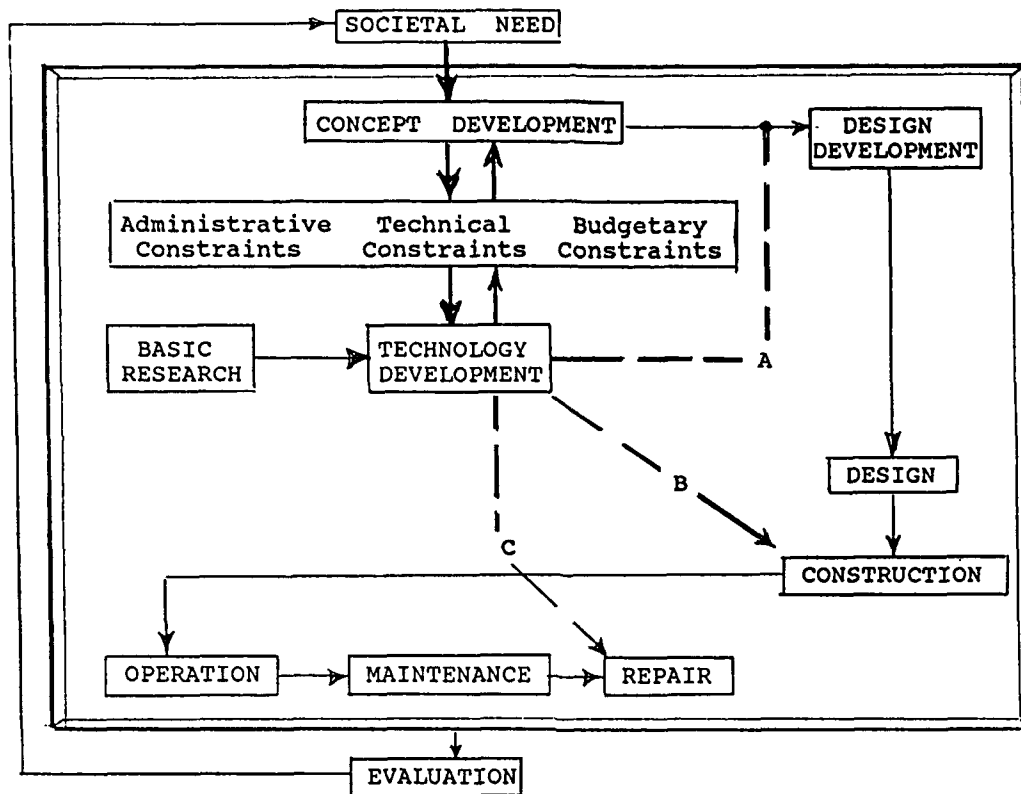 SOCIETAL NEED
CONCEPT DEVELOPMENT
DESIGN
DEVELOPMENT
Administrative Constraints
Technical Constraints
Budgetary Constraints
BASIC
RESEARCH
TECHNOLOGY
DEVELOPMENT
A
B
DESIGN
C
CONSTRUCTION
OPERATION
MAINTENANCE
REPAIR
EVALUATION